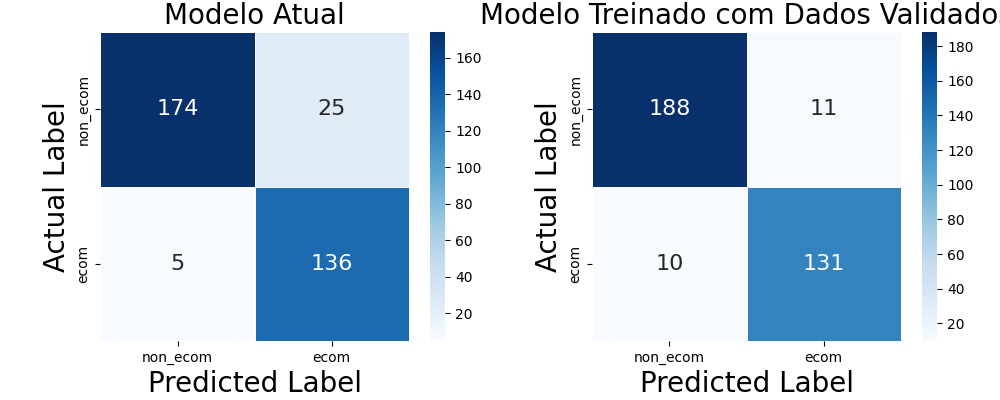 Modelo Atual
174
25
5
136
non_ecom
ecom
Actual Label
non_ecom
ecom
Predicted Label
160
140
120
100
80
60
40
20
Modelo Treinado com Dados Validado
188
11
10
131
non_ecom
ecom
Actual Label
non_ecom
ecom
Predicted Label
180
160
140
120
100
80
60
40
20